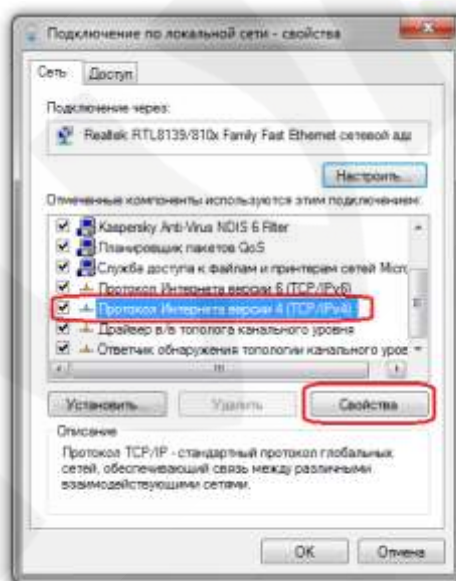 Подключение по локальной сети - свойства
Сеть Доступ
Подключение через:
Realtek RTL8139/810x Family Fast Ethernet сетевой ада
Настроить...
Отмеченные компоненты используются этим подключением:
Kaspersky Anti-Virus NDIS 6 Filter
Планировщик пакетов QoS
Служба доступа к файлам и принтерам сетей Micro
Протокол Интернета версии 6 (TCP/IPv6)
Протокол Интернета версии 4 (TCP/IPv4)
Драйвер в/в тополога канального уровня
Ответчик обнаружения топологии канального уров
Установить... Удалить Свойства
Описание
Протокол TCP/IP - стандартный протокол глобальных
сетей, обеспечивающий связь между различными
взаимодействующими сетями.
OK Отмена